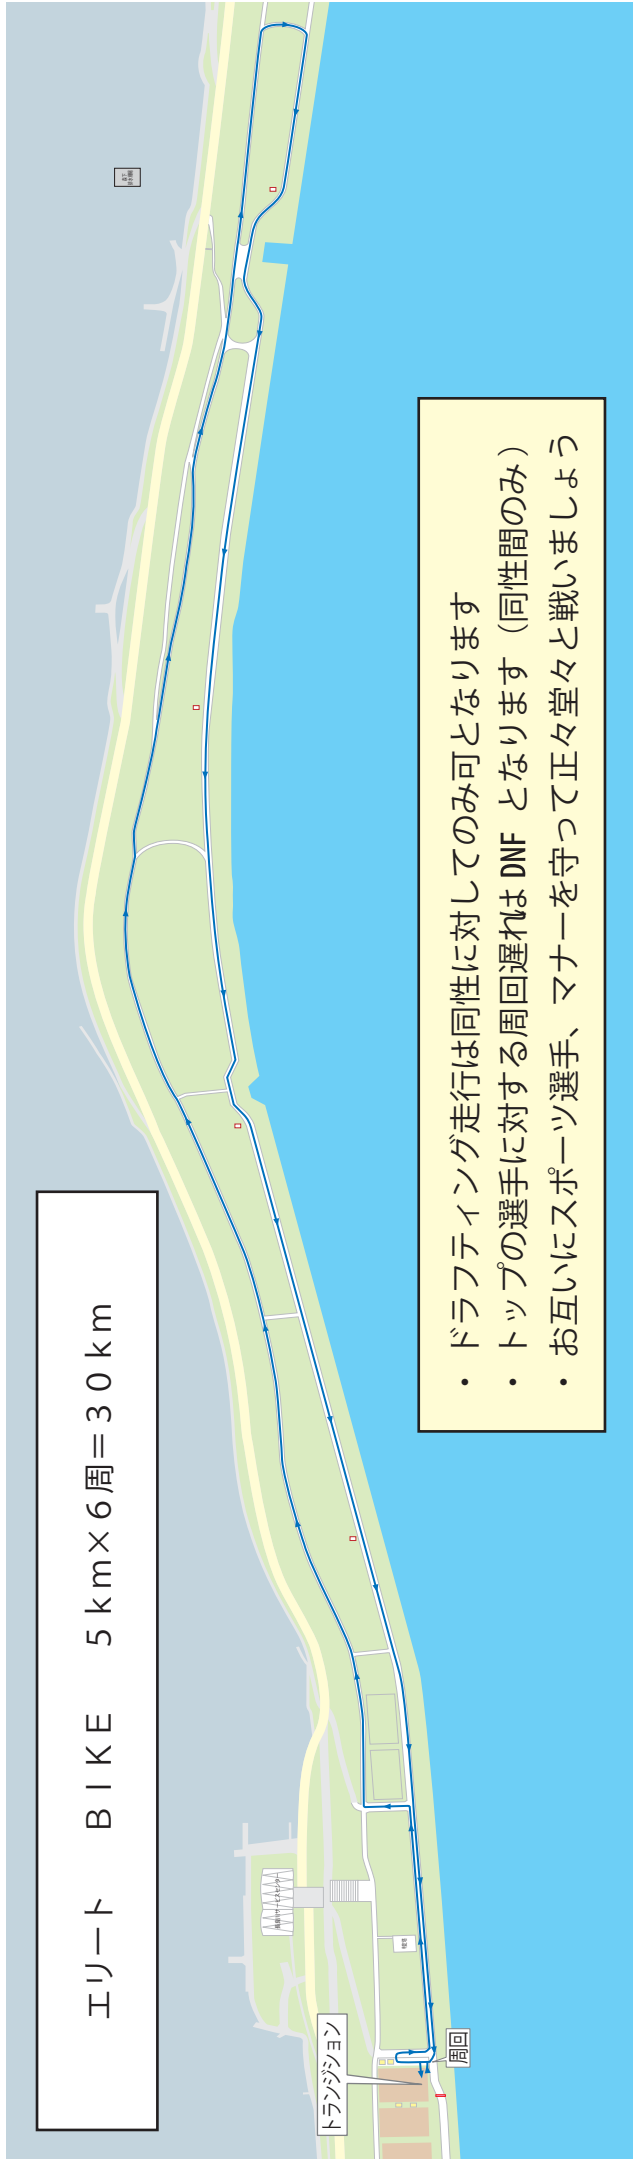 エリート　ＢＩＫＥ　５ｋｍ×６周＝３０ｋｍ
・ドラフティング走行は同性に対してのみ可となります
・トップの選手に対する周回遅れは DNF となります（同性間のみ）
・お互いにスポーツ選手、マナーを守って正々堂々と戦いましょう
トランジション
周回